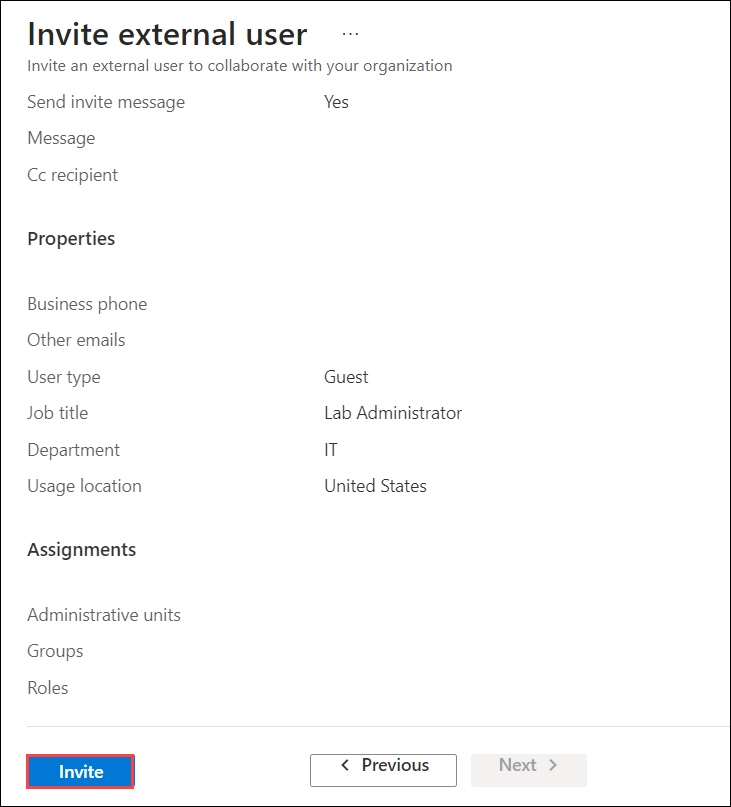 Invite external user ...
Invite an external user to collaborate with your organization
Send invite message Yes
Message
Cc recipient
Properties
Business phone
Other emails
User type Guest
Job title Lab Administrator
Department IT
Usage location United States
Assignments
Administrative units
Groups
Roles
Invite < Previous Next >